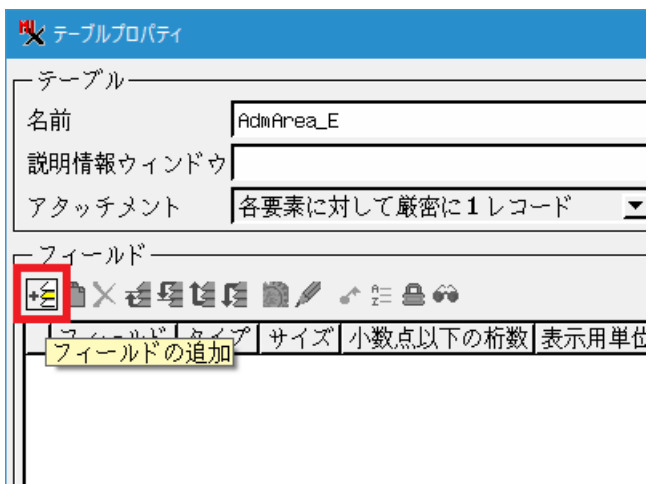 テーブルプロパティ
テーブル
名前 AdmArea_E
説明情報ウィンドウ
アタッチメント 各要素に対して厳密に1レコード
フィールド
フィールド タイプ サイズ 小数点以下の桁数 表示用単位
フィールドの追加